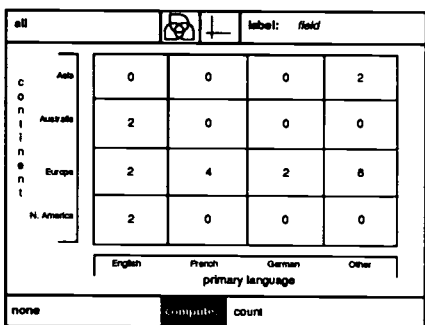 all label: field
Asia 0 0 0 2
Australia 2 0 0 0
Europe 2 4 2 8
N. America 2 0 0 0
continent
English French German Other
primary language
none compute: count